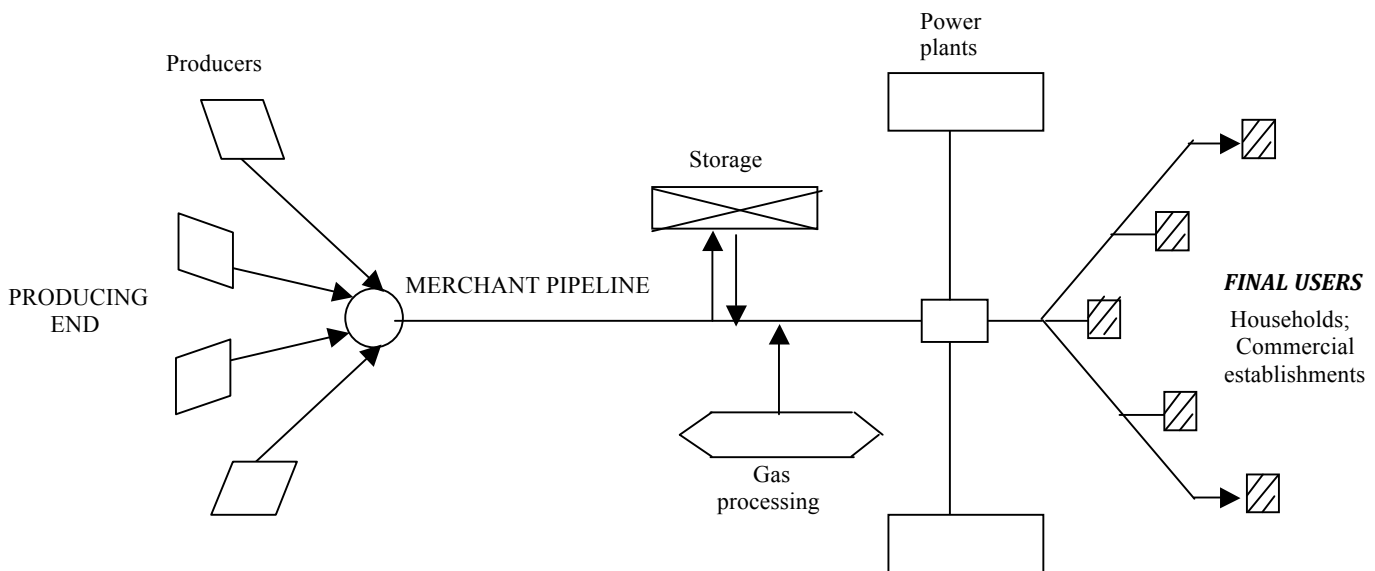 Power
plants
Producers
Storage
PRODUCING
END
MERCHANT PIPELINE
FINAL USERS
Households;
Commercial
establishments
Gas
processing